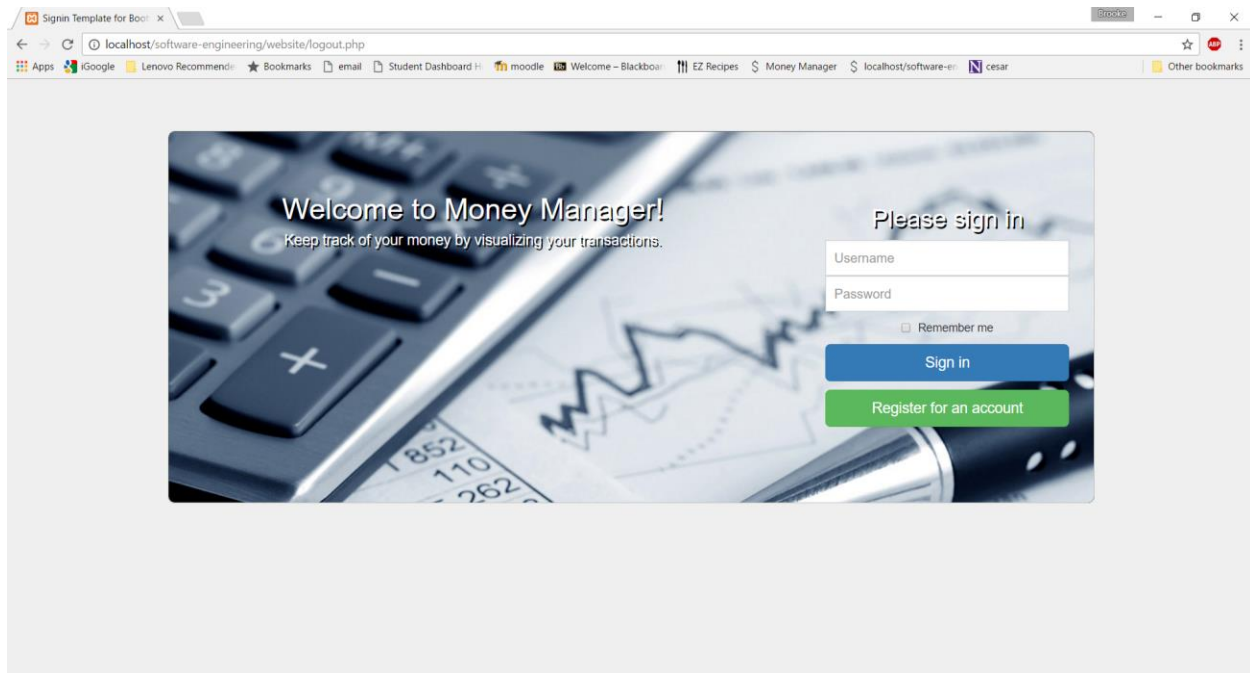 Signin Template for Boot
Brooke
localhost/software-engineering/website/logout.php
ABP
Apps iGoogle Lenovo Recommende Bookmarks email Student Dashboard H moodle Welcome – Blackboar EZ Recipes Money Manager localhost/software-en cesar Other bookmarks
Welcome to Money Manager!
Keep track of your money by visualizing your transactions.
Please sign in
Username
Password
Remember me
Sign in
Register for an account
3
+
852
110
262